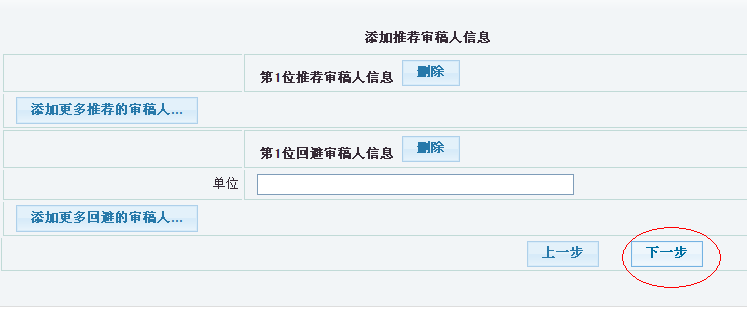 添加推荐审稿人信息
第1位推荐审稿人信息 删除
添加更多推荐的审稿人...
第1位回避审稿人信息 删除
单位
添加更多回避的审稿人...
上一步 下一步